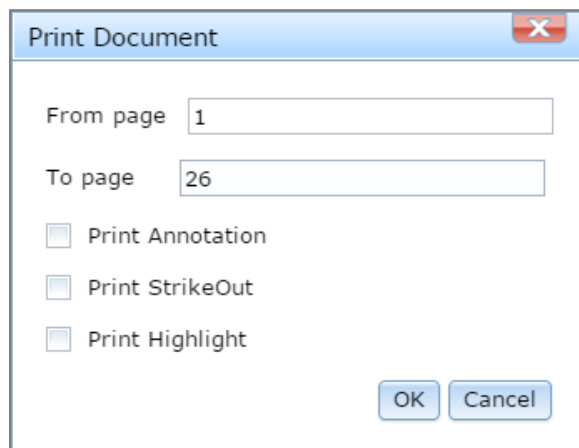 Print Document
From page 1
To page 26
Print Annotation
Print StrikeOut
Print Highlight
OK Cancel